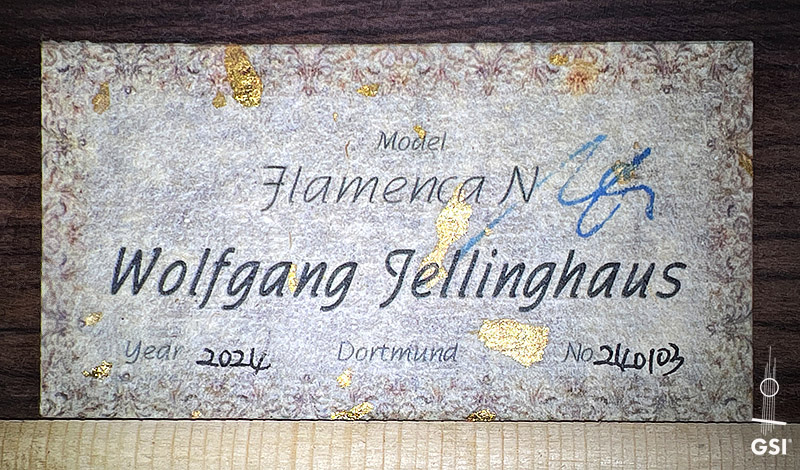 Model
Flamenca N
Wolfgang Jellinghaus
Year 2024 Dortmund No 240103
GSI